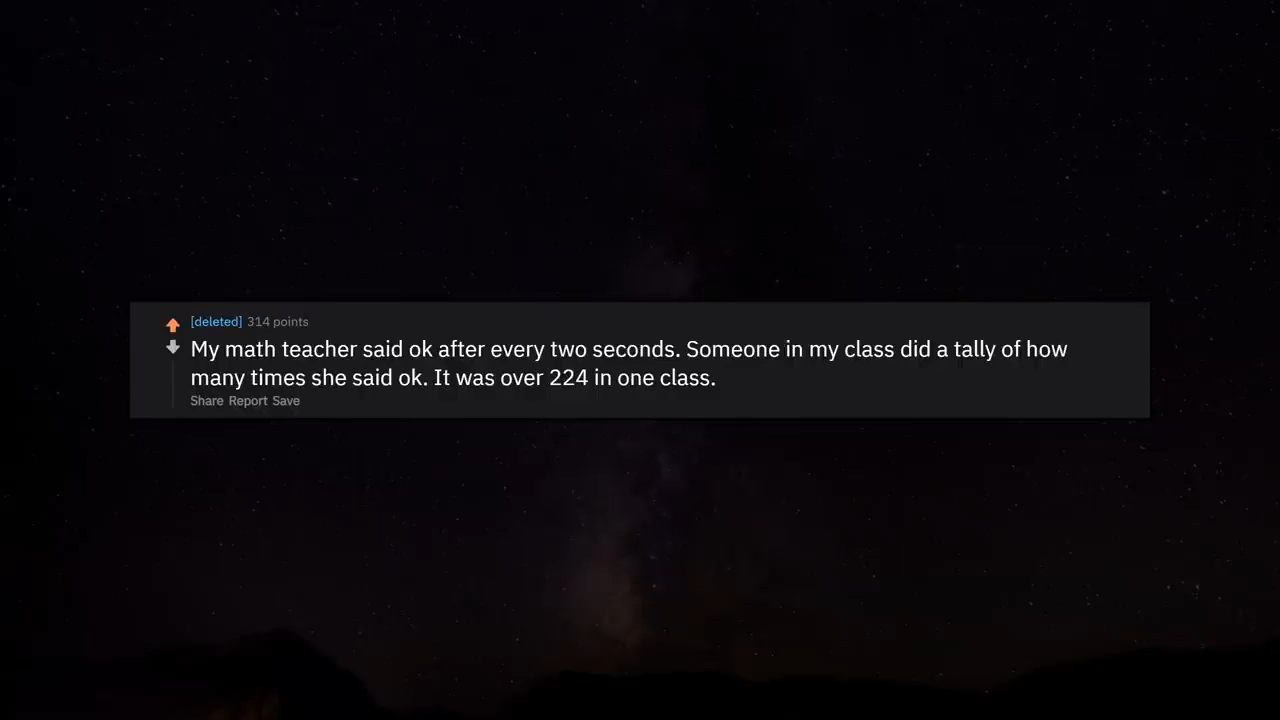 [deleted] 314 points
My math teacher said ok after every two seconds. Someone in my class did a tally of how
many times she said ok. It was over 224 in one class.
Share Report Save